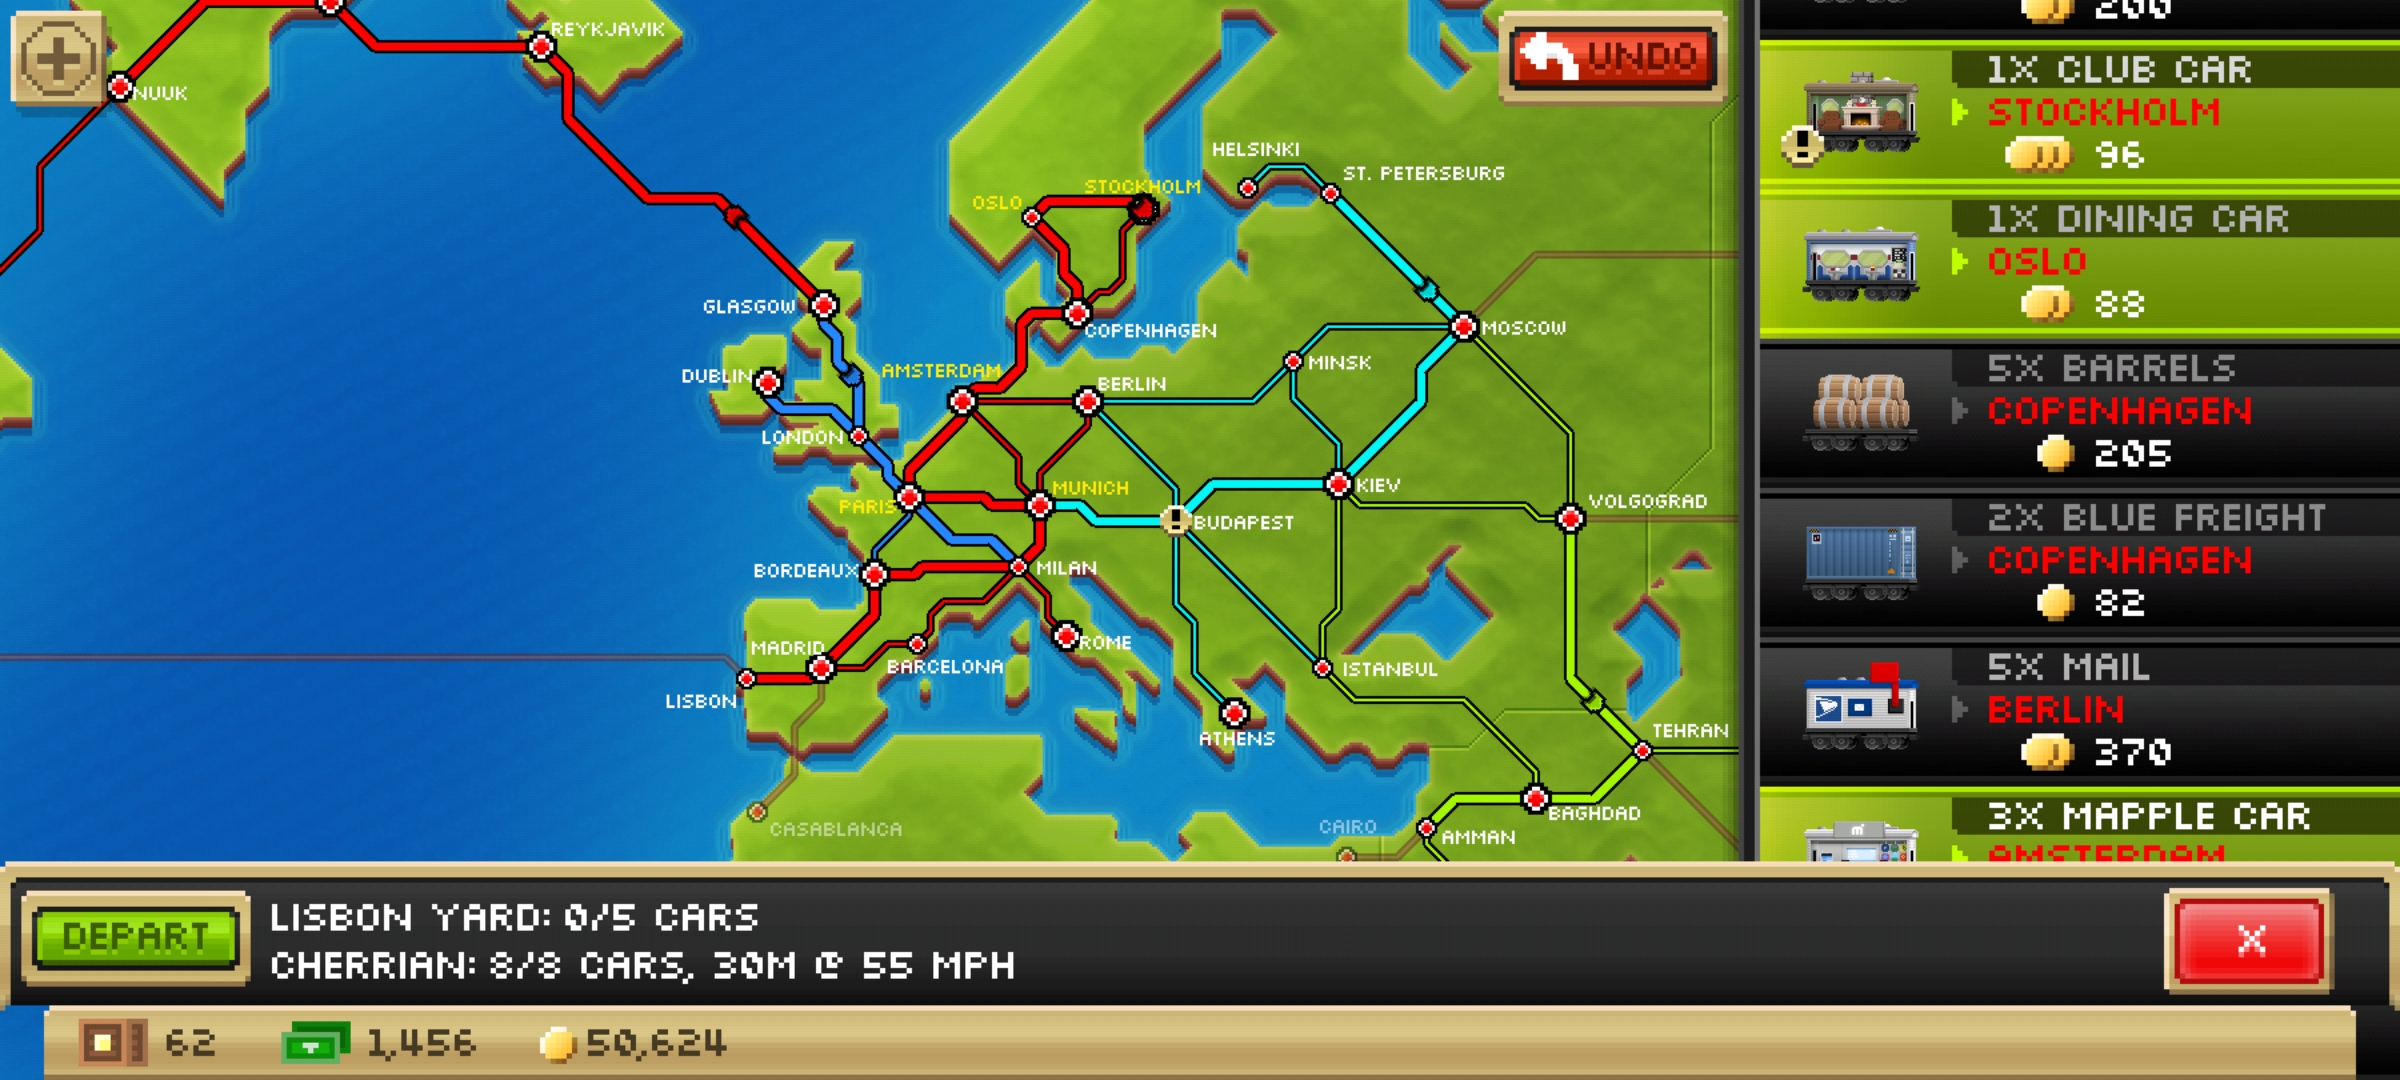 200
REYKJAVIK
NUUK
UNDO
1X CLUB CAR
STOCKHOLM
96
1X DINING CAR
OSLO
88
5X BARRELS
COPENHAGEN
205
2X BLUE FREIGHT
COPENHAGEN
82
5X MAIL
BERLIN
370
3X MAPPLE CAR
AMSTERDAM
HELSINKI
ST. PETERSBURG
STOCKHOLM
OSLO
GLASGOW
COPENHAGEN
MOSCOW
DUBLIN
AMSTERDAM
BERLIN
MINSK
LONDON
PARIS
MUNICH
KIEV
VOLGOGRAD
BUDAPEST
BORDEAUX
MILAN
MADRID
ROME
BARCELONA
ISTANBUL
LISBON
ATHENS
TEHRAN
CASABLANCA
CAIRO
AMMAN
BAGHDAD
DEPART
LISBON YARD: 0/5 CARS
CHERRIAN: 8/8 CARS, 30M @ 55 MPH
X
62
1,456
50,624